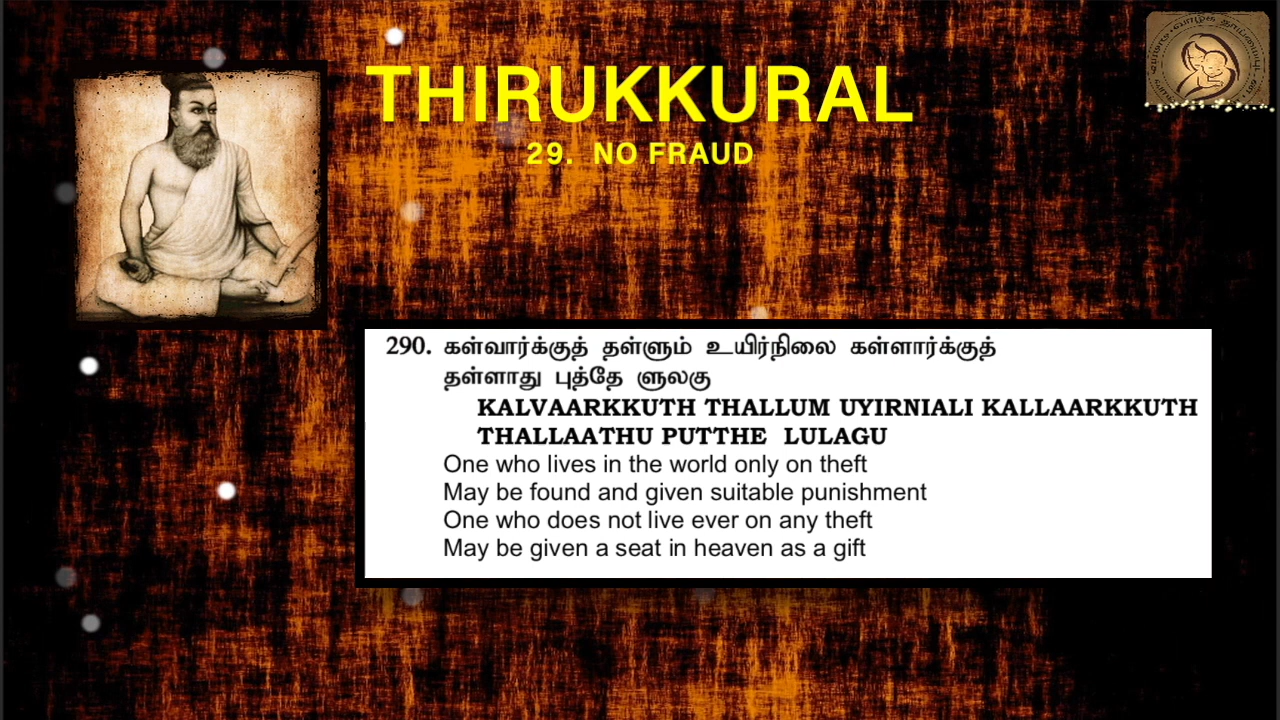 THIRUKKURAL
29. NO FRAUD
290. கள்வார்க்குத் தள்ளும் உயிர்நிலை கள்ளார்க்குத்
தள்ளாது புத்தே ளுலகு
KALVAARKKUTH THALLUM UYIRNIALI KALLAARKKUTH
THALLAATHU PUTTHE LULAGU
One who lives in the world only on theft
May be found and given suitable punishment
One who does not live ever on any theft
May be given a seat in heaven as a gift